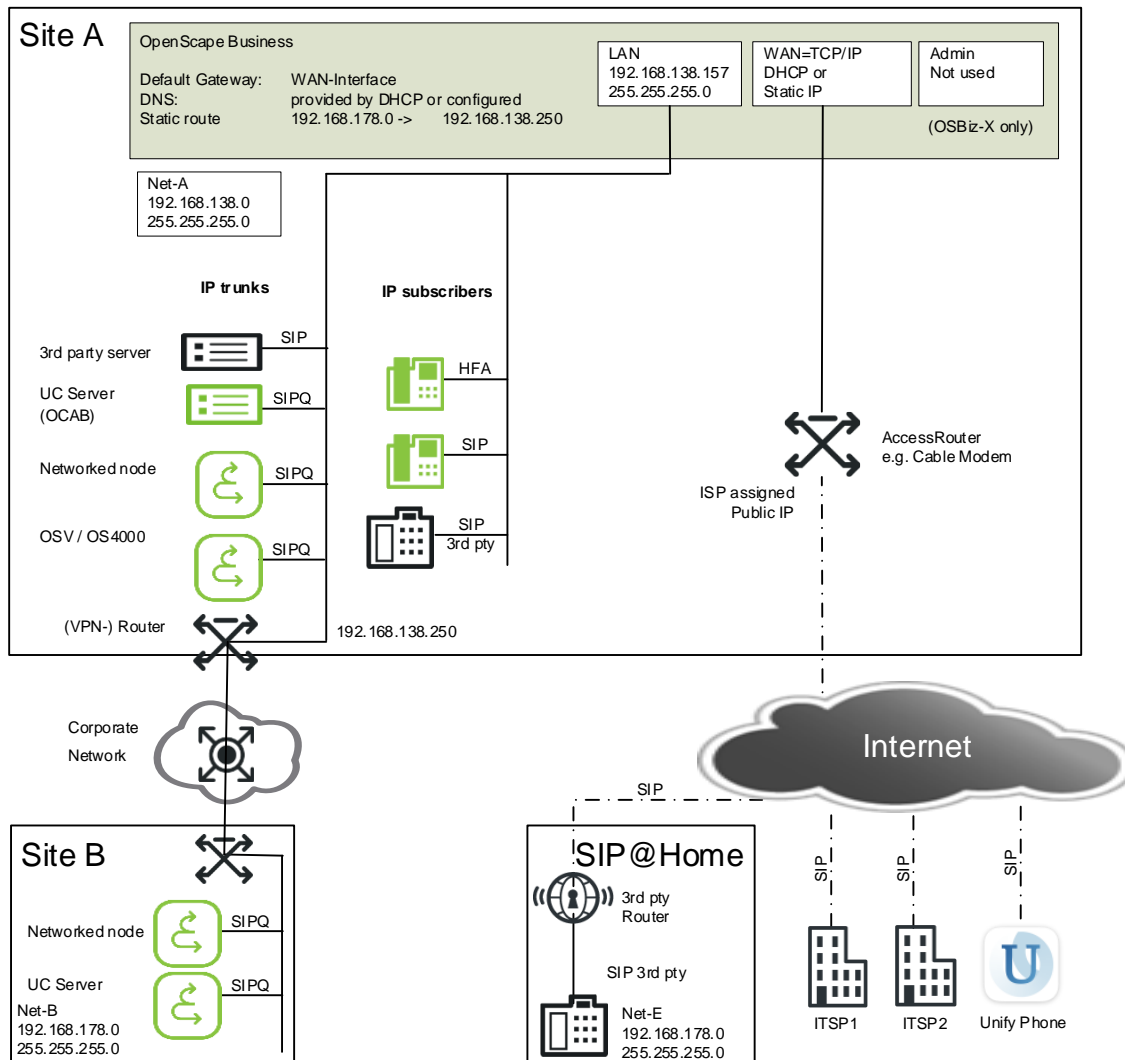 Site A
OpenScape Business
Default Gateway: WAN-Interface
DNS: provided by DHCP or configured
Static route 192.168.178.0 -> 192.168.138.250
LAN
192.168.138.157
255.255.255.0
WAN=TCP/IP
DHCP or
Static IP
Admin
Not used
(OSBiz-X only)
Net-A
192.168.138.0
255.255.255.0
IP trunks
IP subscribers
3rd party server
SIP
UC Server
(OCAB)
SIPQ
Networked node
SIPQ
OSV / OS4000
SIPQ
HFA
SIP
SIP
3rd pty
(VPN-) Router
192.168.138.250
AccessRouter
e.g. Cable Modem
ISP assigned
Public IP
Corporate
Network
Internet
SIP
SIP
SIP
SIP
Site B
Networked node
SIPQ
UC Server
SIPQ
Net-B
192.168.178.0
255.255.255.0
SIP@Home
3rd pty
Router
SIP 3rd pty
Net-E
192.168.178.0
255.255.255.0
ITSP1
ITSP2
U
Unify Phone